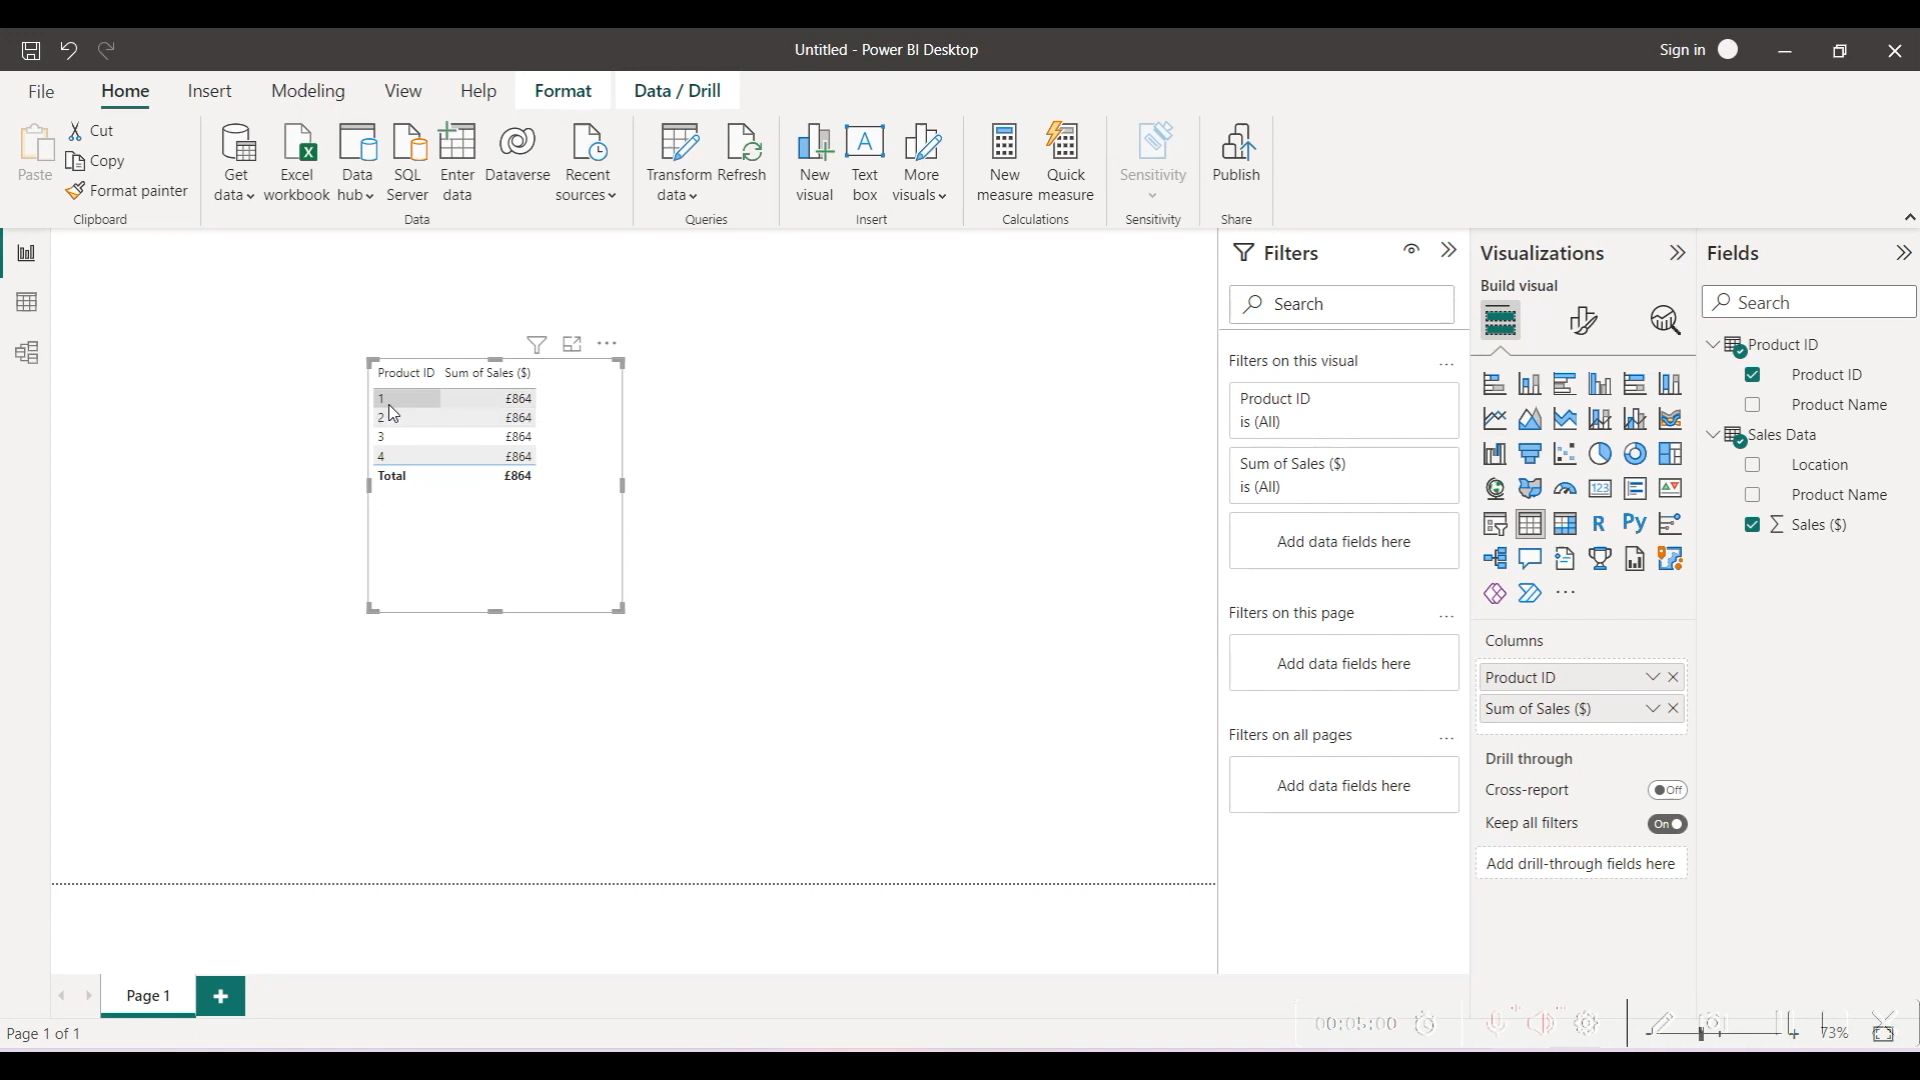 Untitled - Power BI Desktop
Sign in
File Home Insert Modeling View Help Format Data / Drill
Paste
Cut
Copy
Format painter
Clipboard
Get data
Excel workbook
Data hub
SQL Server
Enter data
Dataverse
Recent sources
Data
Transform data
Refresh
Queries
New visual
Text box
More visuals
Insert
New measure
Quick measure
Calculations
Sensitivity
Sensitivity
Publish
Share
Product ID Sum of Sales ($)
1 £864
2 £864
3 £864
4 £864
Total £864
Filters
Search
Filters on this visual
Product ID
is (All)
Sum of Sales ($)
is (All)
Add data fields here
Filters on this page
Add data fields here
Filters on all pages
Add data fields here
Visualizations
Build visual
123
R
Py
Columns
Product ID
Sum of Sales ($)
Drill through
Cross-report
Off
Keep all filters
On
Add drill-through fields here
Fields
Search
Product ID
Product ID
Product Name
Sales Data
Location
Product Name
Sales ($)
Page 1
Page 1 of 1
00:05:00
73%